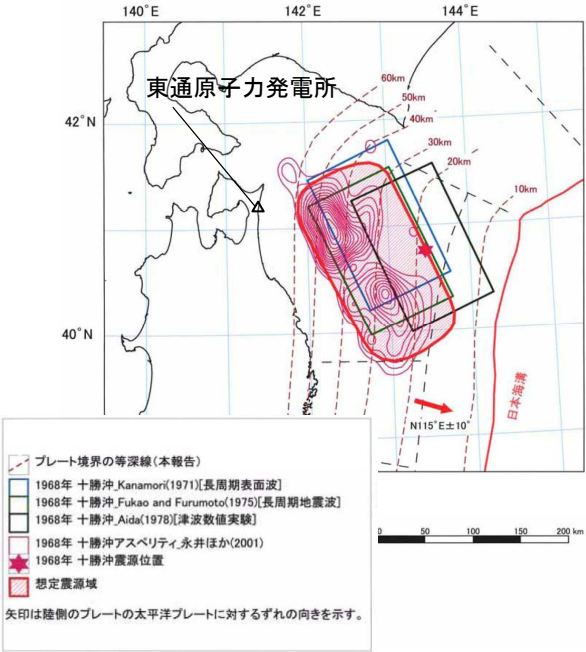 140°E
142°E
144°E
東通原子力発電所
60km
50km
40km
42°N
30km
20km
10km
40°N
日本海溝
N115°E±10°
プレート境界の等深線(本報告)
1968年 十勝沖_Kanamori(1971)[長周期表面波]
1968年 十勝沖_Fukao and Furumoto(1975)[長周期地震波]
1968年 十勝沖_Aida(1978)[津波数値実験]
1968年 十勝沖アスペリティ_永井ほか(2001)
1968年 十勝沖震源位置
想定震源域
矢印は陸側のプレートの太平洋プレートに対するずれの向きを示す。
0 50 100 150 200 km